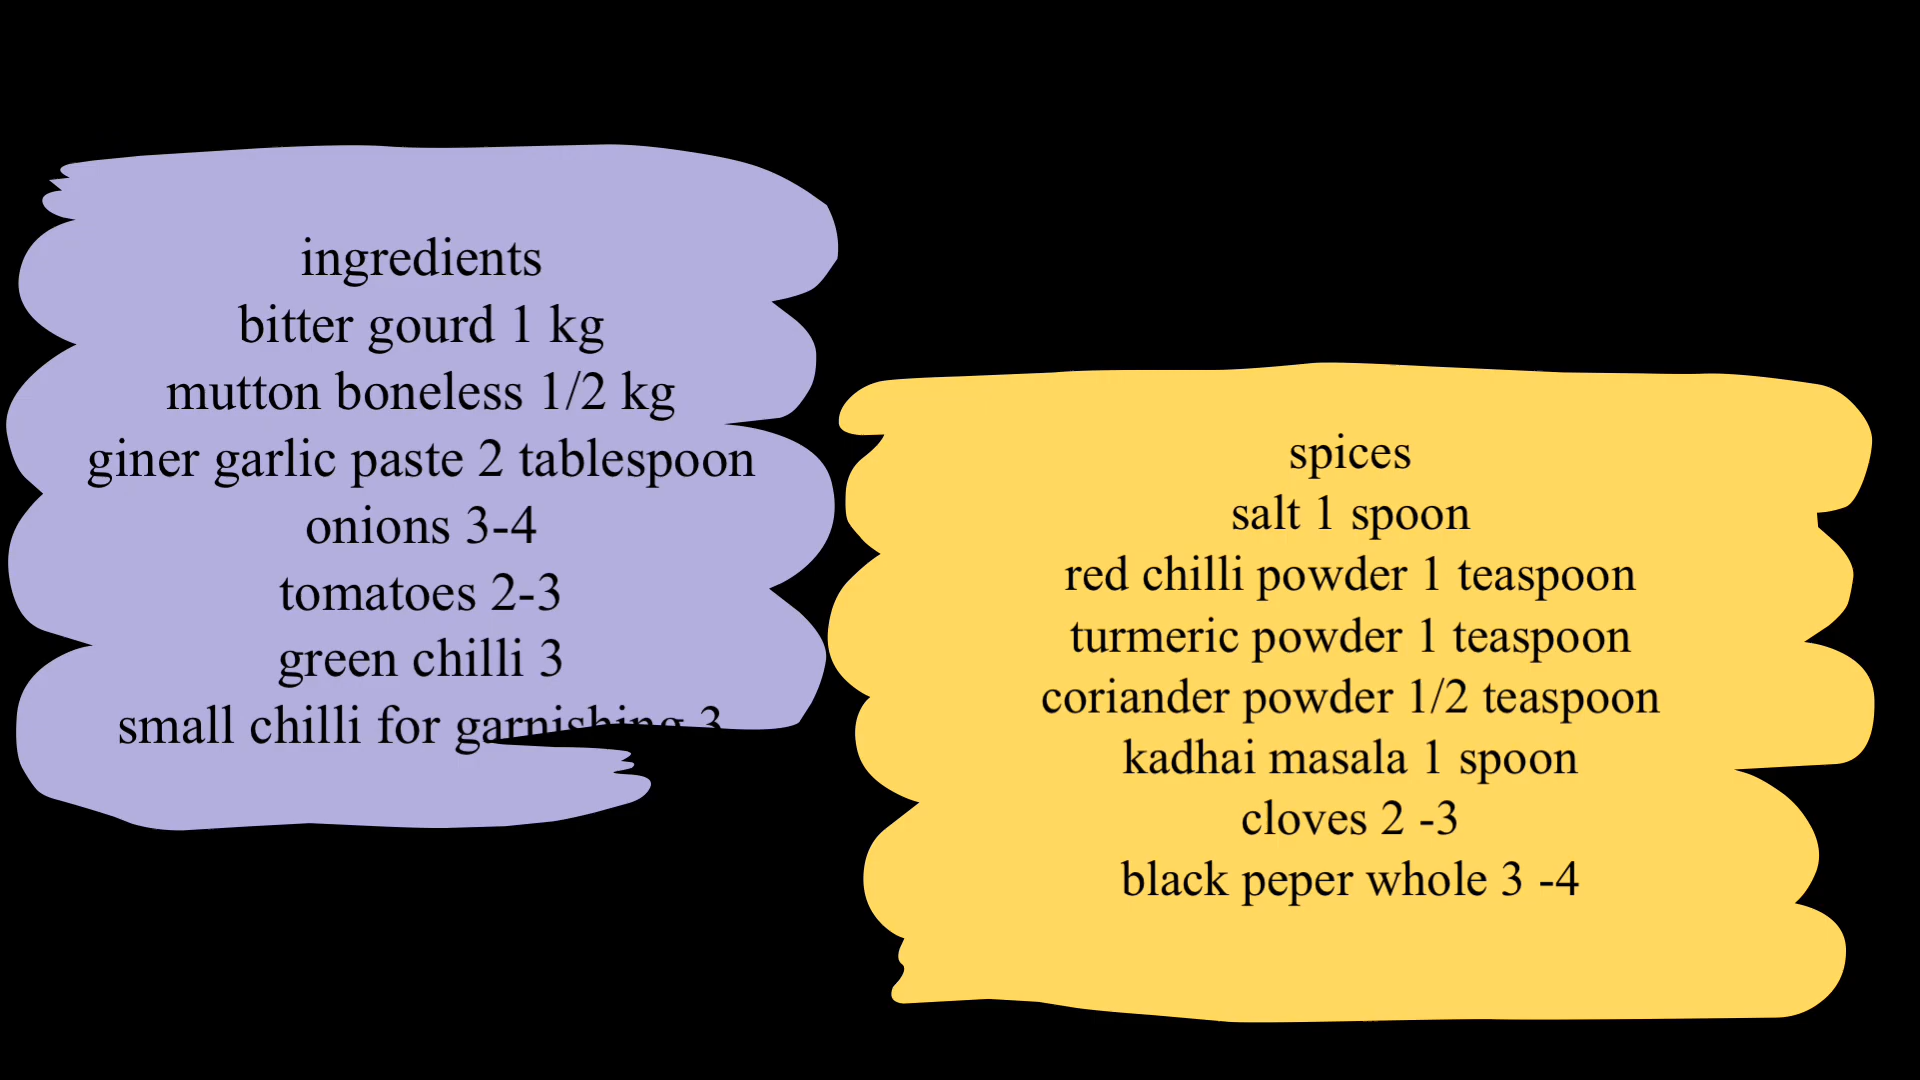 ingredients
bitter gourd 1 kg
mutton boneless 1/2 kg
giner garlic paste 2 tablespoon
onions 3-4
tomatoes 2-3
green chilli 3
small chilli for garnishing 3
spices
salt 1 spoon
red chilli powder 1 teaspoon
turmeric powder 1 teaspoon
coriander powder 1/2 teaspoon
kadhai masala 1 spoon
cloves 2 -3
black peper whole 3 -4